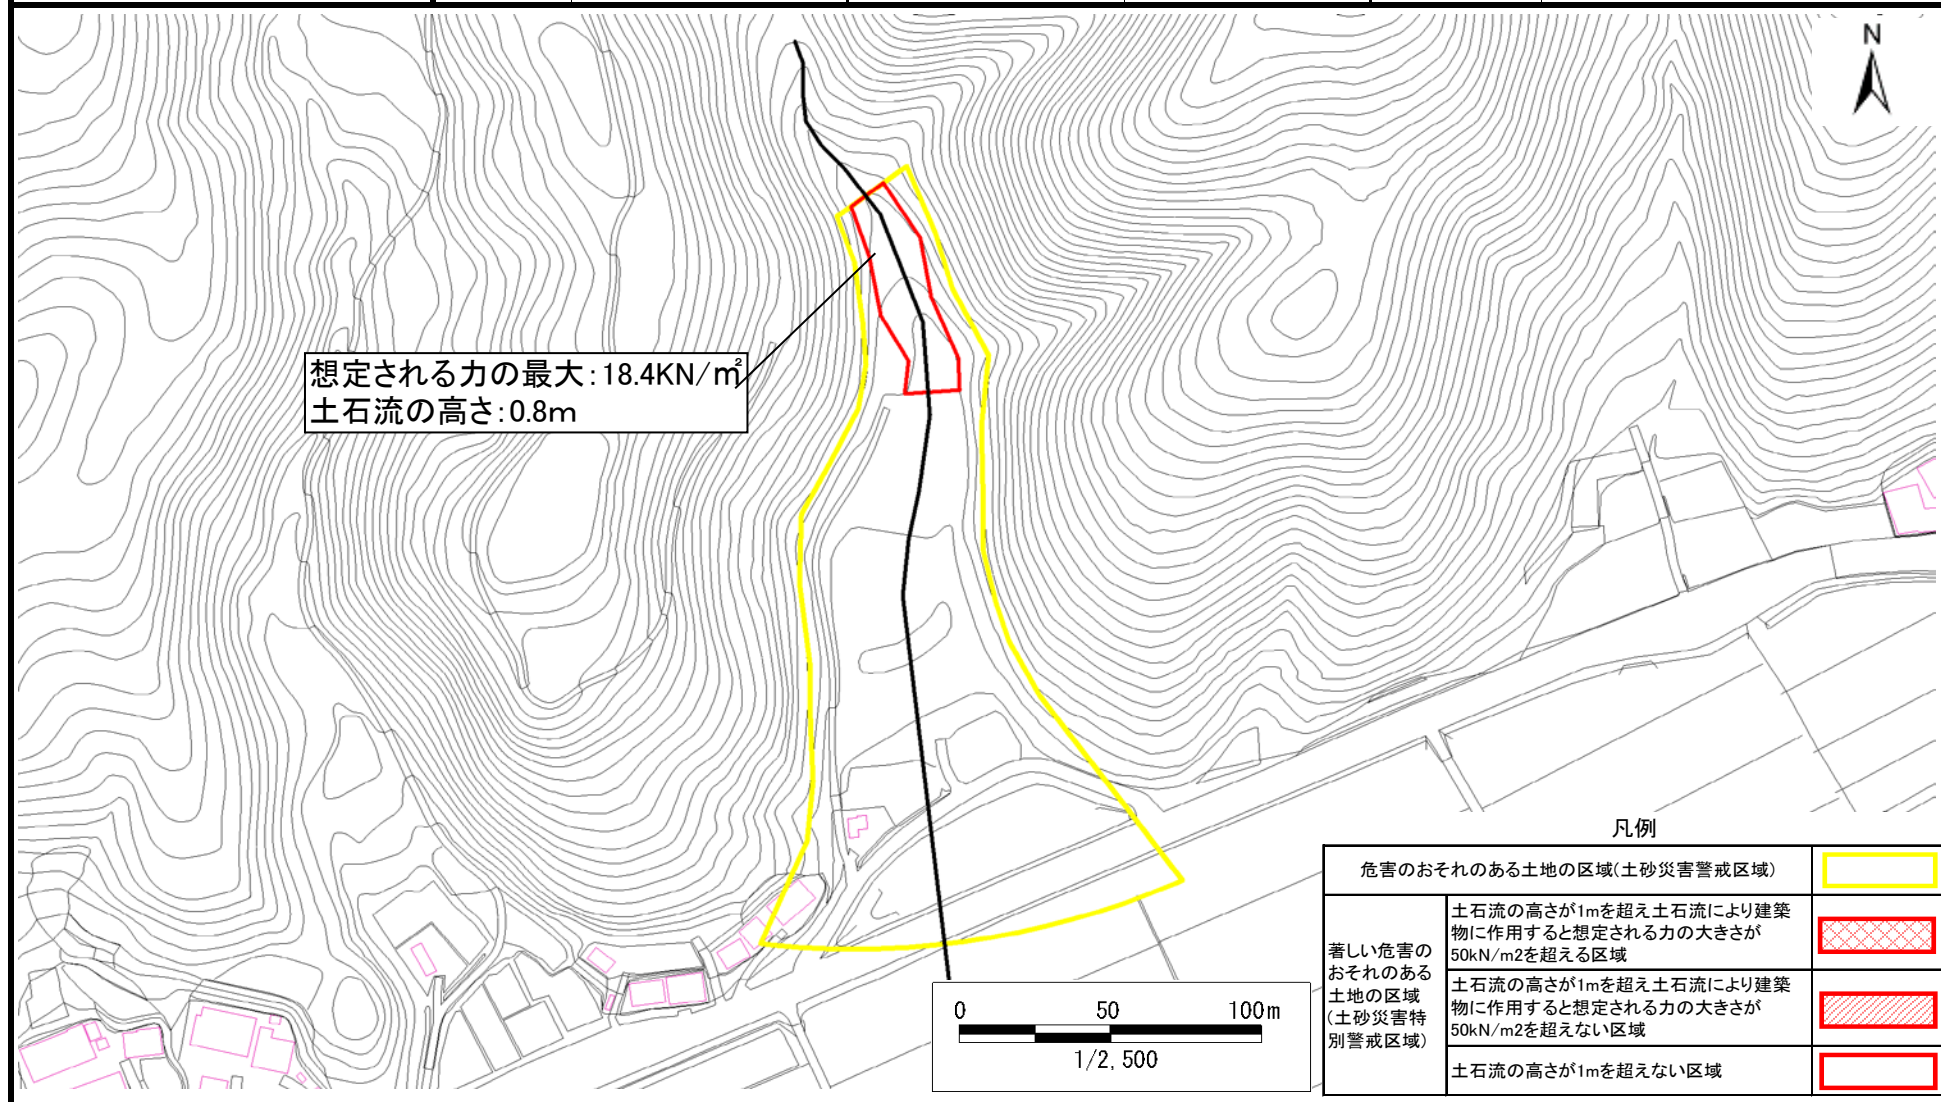 N
想定される力の最大:18.4KN/㎡
土石流の高さ:0.8m
凡例
危害のおそれのある土地の区域(土砂災害警戒区域)
著しい危害の
おそれのある
土地の区域
(土砂災害特
別警戒区域)
土石流の高さが1mを超え土石流により建築
物に作用すると想定される力の大きさが
50kN/m2を超える区域
土石流の高さが1mを超え土石流により建築
物に作用すると想定される力の大きさが
50kN/m2を超えない区域
土石流の高さが1mを超えない区域
0 50 100m
1/2,500